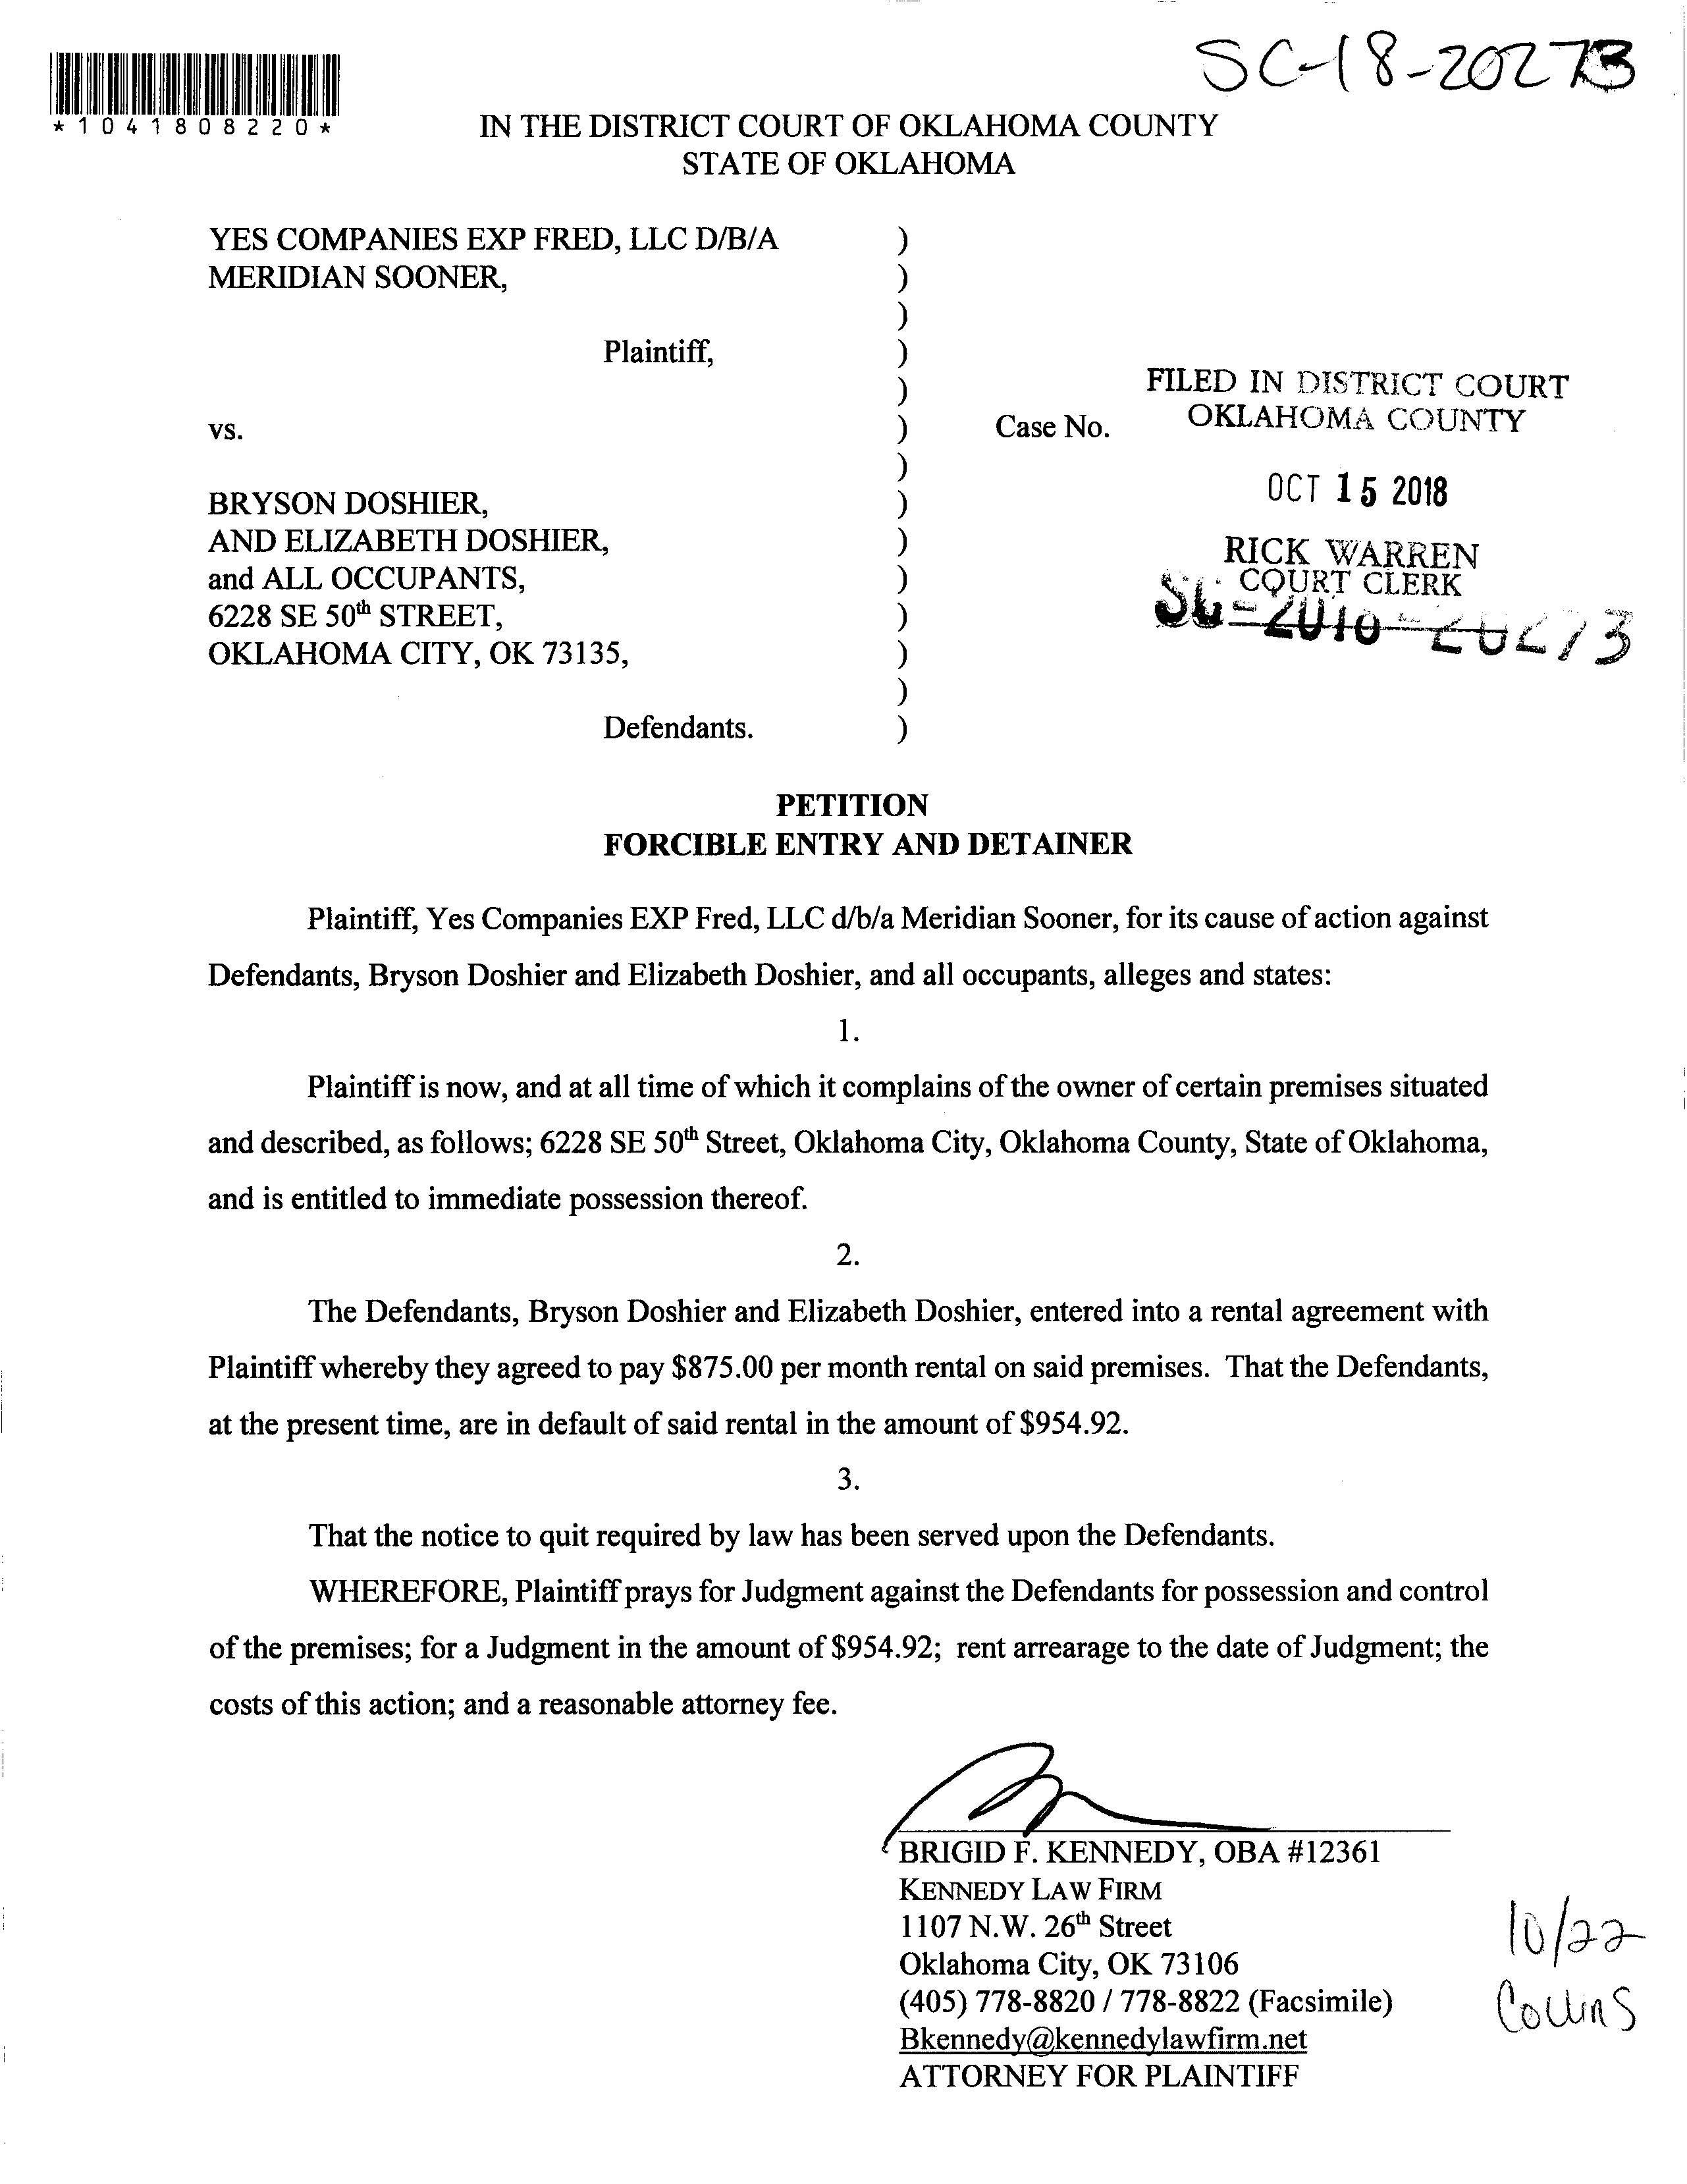 SC-18-20273
*1041808220*
IN THE DISTRICT COURT OF OKLAHOMA COUNTY
STATE OF OKLAHOMA
YES COMPANIES EXP FRED, LLC D/B/A )
MERIDIAN SOONER, )
)
Plaintiff, )
)
vs. ) Case No.
)
BRYSON DOSHIER, )
AND ELIZABETH DOSHIER, )
and ALL OCCUPANTS, )
6228 SE 50th STREET, )
OKLAHOMA CITY, OK 73135, )
)
Defendants. )
FILED IN DISTRICT COURT
OKLAHOMA COUNTY
OCT 15 2018
RICK WARREN
COURT CLERK
PETITION
FORCIBLE ENTRY AND DETAINER
Plaintiff, Yes Companies EXP Fred, LLC d/b/a Meridian Sooner, for its cause of action against
Defendants, Bryson Doshier and Elizabeth Doshier, and all occupants, alleges and states:
1.
Plaintiff is now, and at all time of which it complains of the owner of certain premises situated
and described, as follows; 6228 SE 50th Street, Oklahoma City, Oklahoma County, State of Oklahoma,
and is entitled to immediate possession thereof.
2.
The Defendants, Bryson Doshier and Elizabeth Doshier, entered into a rental agreement with
Plaintiff whereby they agreed to pay $875.00 per month rental on said premises. That the Defendants,
at the present time, are in default of said rental in the amount of $954.92.
3.
That the notice to quit required by law has been served upon the Defendants.
WHEREFORE, Plaintiff prays for Judgment against the Defendants for possession and control
of the premises; for a Judgment in the amount of $954.92; rent arrearage to the date of Judgment; the
costs of this action; and a reasonable attorney fee.
BRIGID F. KENNEDY, OBA #12361
KENNEDY LAW FIRM
1107 N.W. 26th Street
Oklahoma City, OK 73106
(405) 778-8820 / 778-8822 (Facsimile)
Bkennedy@kennedylawfirm.net
ATTORNEY FOR PLAINTIFF
10/22
Collins